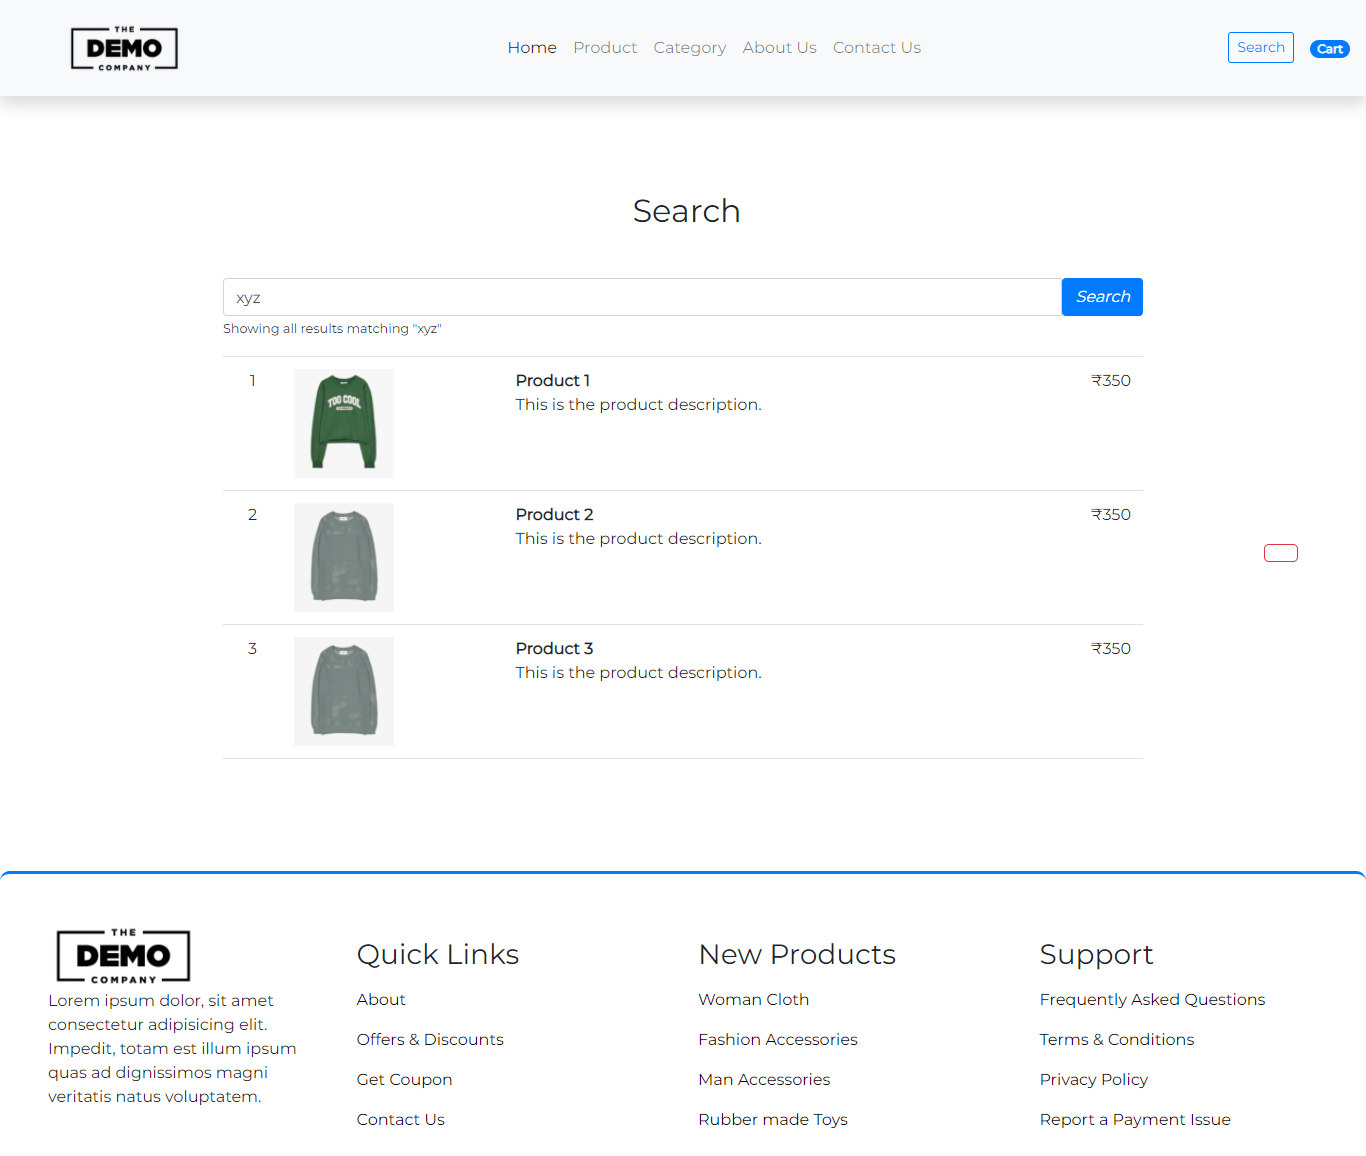 THE
DEMO
COMPANY
Home Product Category About Us Contact Us
Search Cart
Search
xyz Search
Showing all results matching "xyz"
1 Product 1 ₹350
This is the product description.
TOO COOL
2 Product 2 ₹350
This is the product description.
3 Product 3 ₹350
This is the product description.
THE
DEMO
COMPANY
Lorem ipsum dolor, sit amet
consectetur adipisicing elit.
Impedit, totam est illum ipsum
quas ad dignissimos magni
veritatis natus voluptatem.
Quick Links
About
Offers & Discounts
Get Coupon
Contact Us
New Products
Woman Cloth
Fashion Accessories
Man Accessories
Rubber made Toys
Support
Frequently Asked Questions
Terms & Conditions
Privacy Policy
Report a Payment Issue